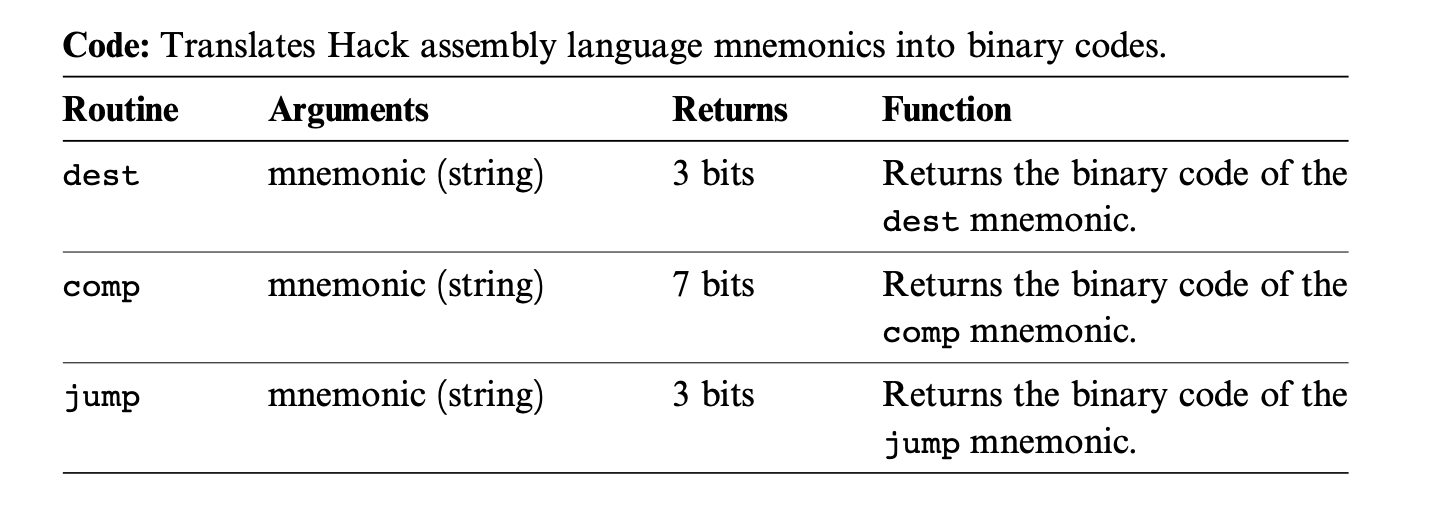 Code: Translates Hack assembly language mnemonics into binary codes.
Routine Arguments Returns Function
dest mnemonic (string) 3 bits Returns the binary code of the
dest mnemonic.
comp mnemonic (string) 7 bits Returns the binary code of the
comp mnemonic.
jump mnemonic (string) 3 bits Returns the binary code of the
jump mnemonic.